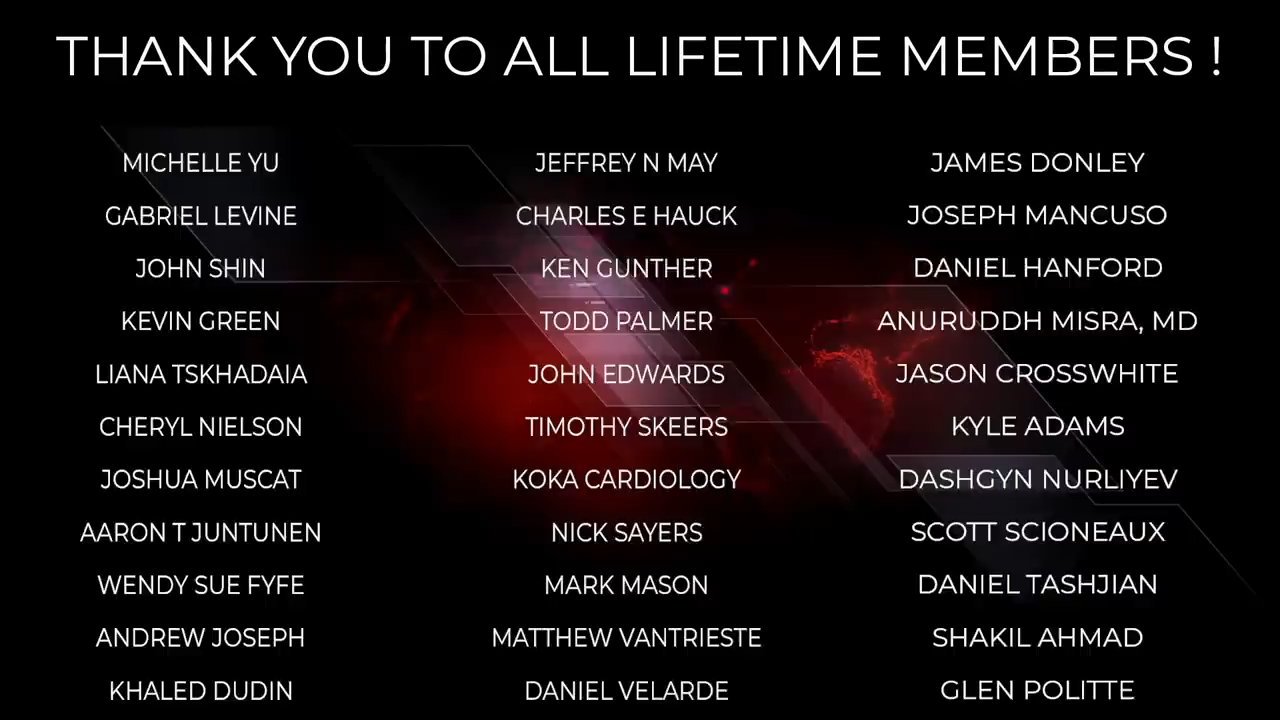 THANK YOU TO ALL LIFETIME MEMBERS !
MICHELLE YU
GABRIEL LEVINE
JOHN SHIN
KEVIN GREEN
LIANA TSKHADAIA
CHERYL NIELSON
JOSHUA MUSCAT
AARON T JUNTUNEN
WENDY SUE FYFE
ANDREW JOSEPH
KHALED DUDIN
JEFFREY N MAY
CHARLES E HAUCK
KEN GUNTHER
TODD PALMER
JOHN EDWARDS
TIMOTHY SKEERS
KOKA CARDIOLOGY
NICK SAYERS
MARK MASON
MATTHEW VANTRIESTE
DANIEL VELARDE
JAMES DONLEY
JOSEPH MANCUSO
DANIEL HANFORD
ANURUDDH MISRA, MD
JASON CROSSWHITE
KYLE ADAMS
DASHGYN NURLIYEV
SCOTT SCIONEAUX
DANIEL TASHJIAN
SHAKIL AHMAD
GLEN POLITTE